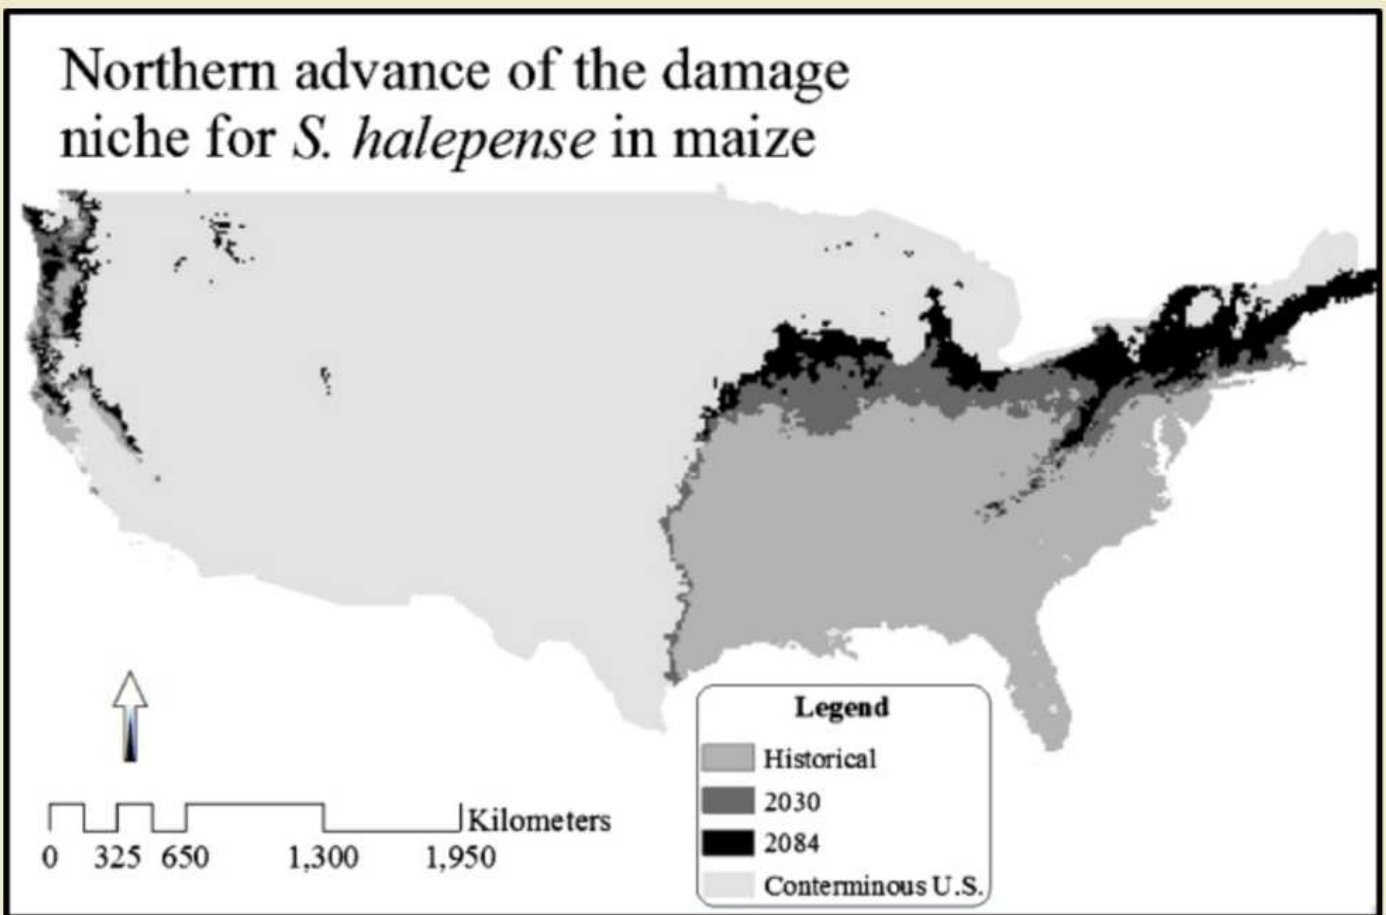 Northern advance of the damage
niche for S. halepense in maize
Legend
Historical
2030
2084
Conterminous U.S.
Kilometers
0 325 650 1,300 1,950